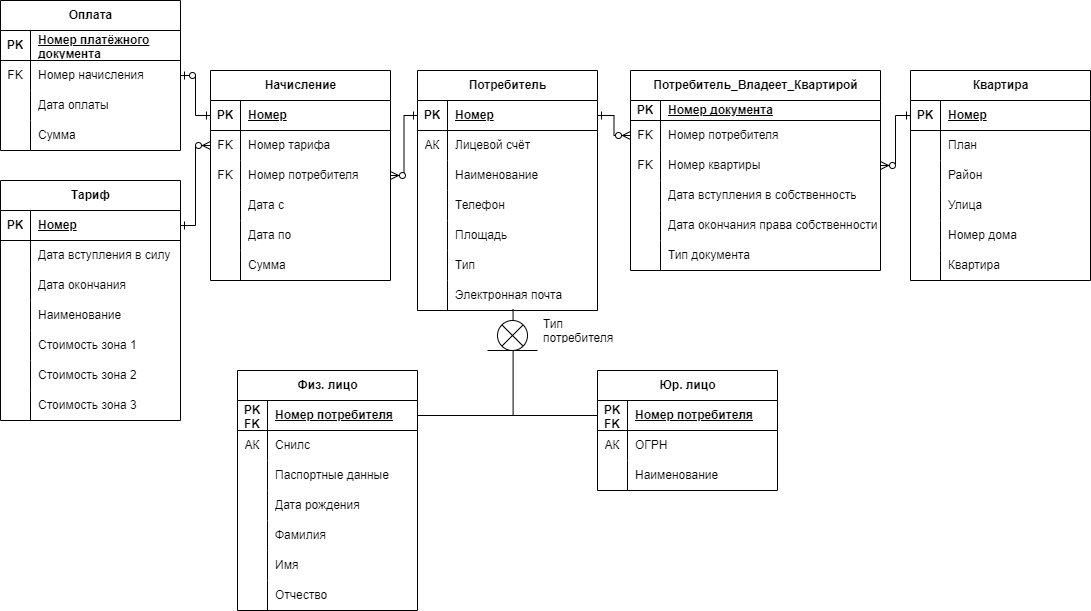 Оплата
PK Номер платёжного
документа
FK Номер начисления
Дата оплаты
Сумма
Тариф
PK Номер
Дата вступления в силу
Дата окончания
Наименование
Стоимость зона 1
Стоимость зона 2
Стоимость зона 3
Начисление
PK Номер
FK Номер тарифа
FK Номер потребителя
Дата с
Дата по
Сумма
Потребитель
PK Номер
АК Лицевой счёт
Наименование
Телефон
Площадь
Тип
Электронная почта
Потребитель_Владеет_Квартирой
PK Номер документа
FK Номер потребителя
FK Номер квартиры
Дата вступления в собственность
Дата окончания права собственности
Тип документа
Квартира
PK Номер
План
Район
Улица
Номер дома
Квартира
Тип
потребителя
Физ. лицо
PK
FK Номер потребителя
АК Снилс
Паспортные данные
Дата рождения
Фамилия
Имя
Отчество
Юр. лицо
PK
FK Номер потребителя
АК ОГРН
Наименование